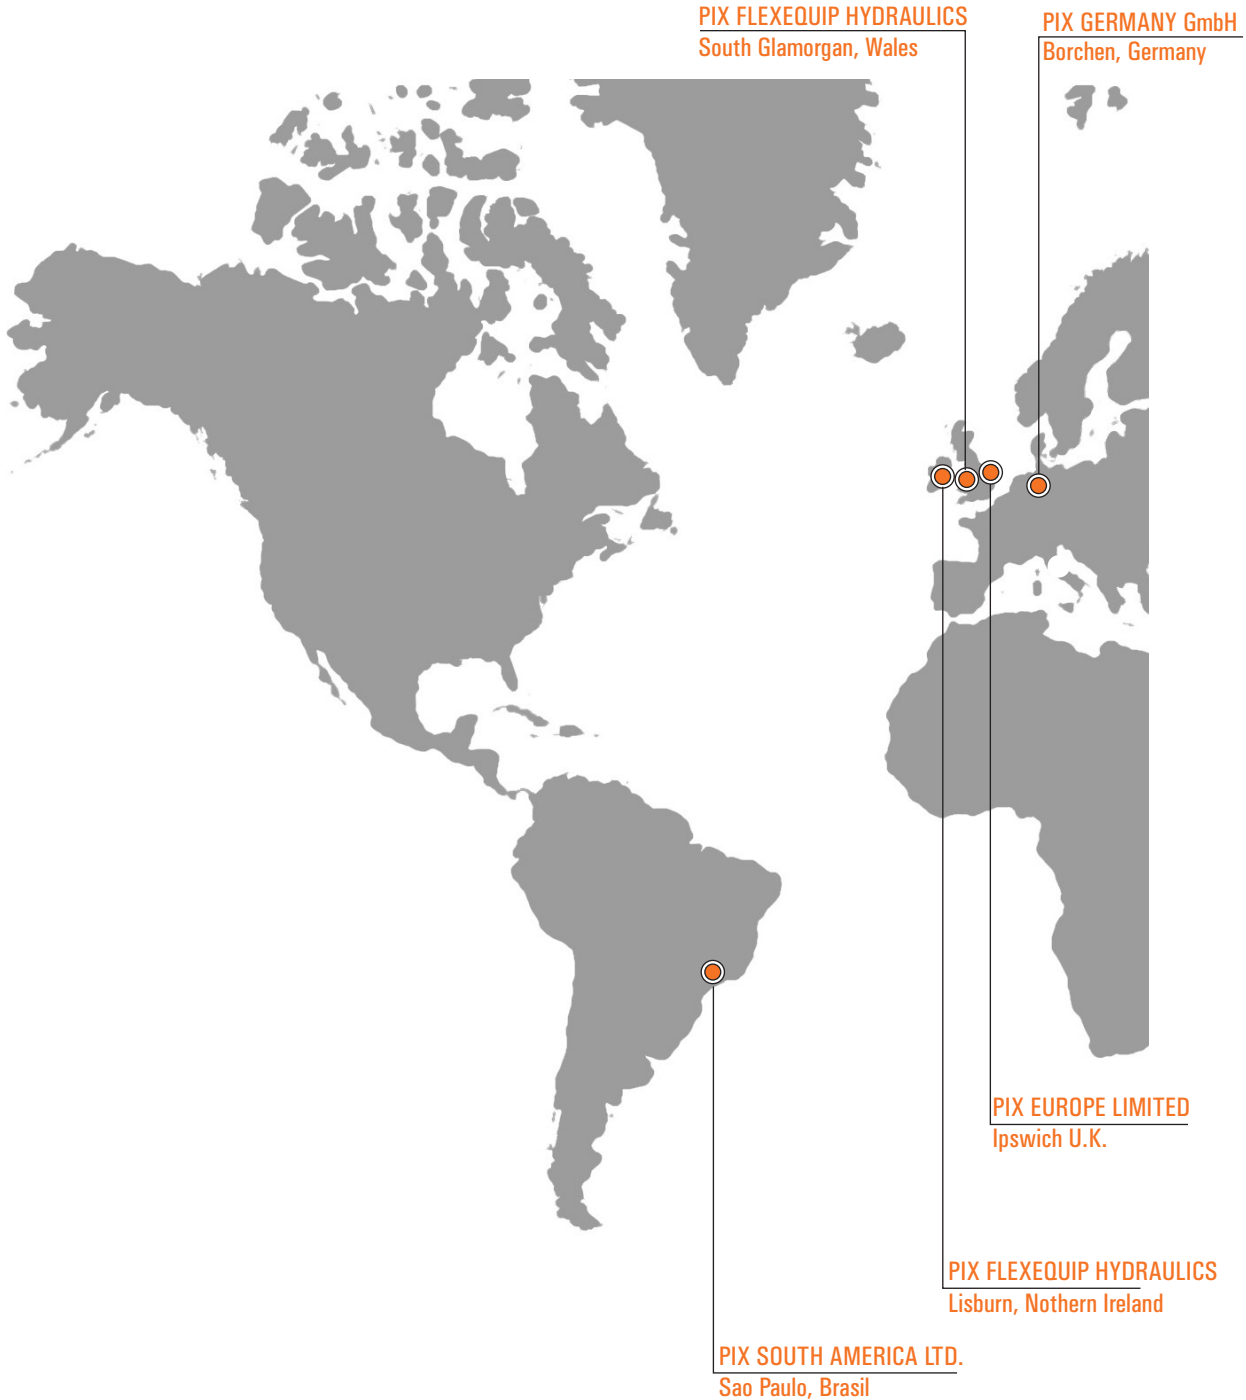 PIX FLEXEQUIP HYDRAULICS
South Glamorgan, Wales
PIX GERMANY GmbH
Borchen, Germany
PIX EUROPE LIMITED
Ipswich U.K.
PIX FLEXEQUIP HYDRAULICS
Lisburn, Nothern Ireland
PIX SOUTH AMERICA LTD.
Sao Paulo, Brasil